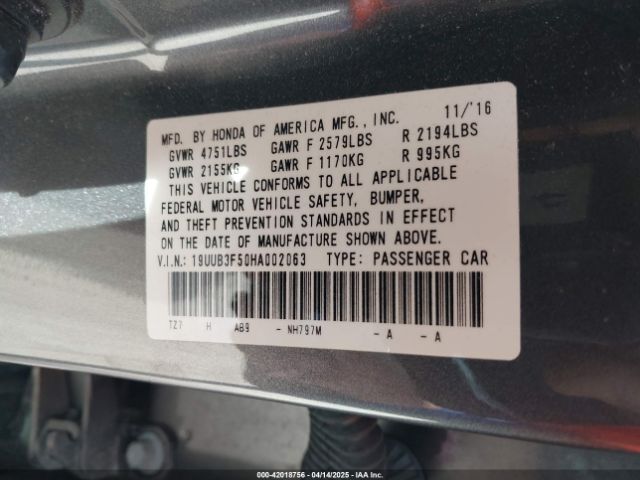 MFD. BY HONDA OF AMERICA MFG., INC. 11/'16
GVWR 4751LBS GAWR F 2579LBS R 2194LBS
GVWR 2155KG GAWR F 1170KG R 995KG
THIS VEHICLE CONFORMS TO ALL APPLICABLE
FEDERAL MOTOR VEHICLE SAFETY, BUMPER,
AND THEFT PREVENTION STANDARDS IN EFFECT
ON THE DATE OF MANUFACTURE SHOWN ABOVE.
V.I.N.: 19UUB3F50HA002063 TYPE: PASSENGER CAR
TZ7 H AB9 - NH797M - A - A
000-42018756 - 04/14/2025 - IAAI.COM